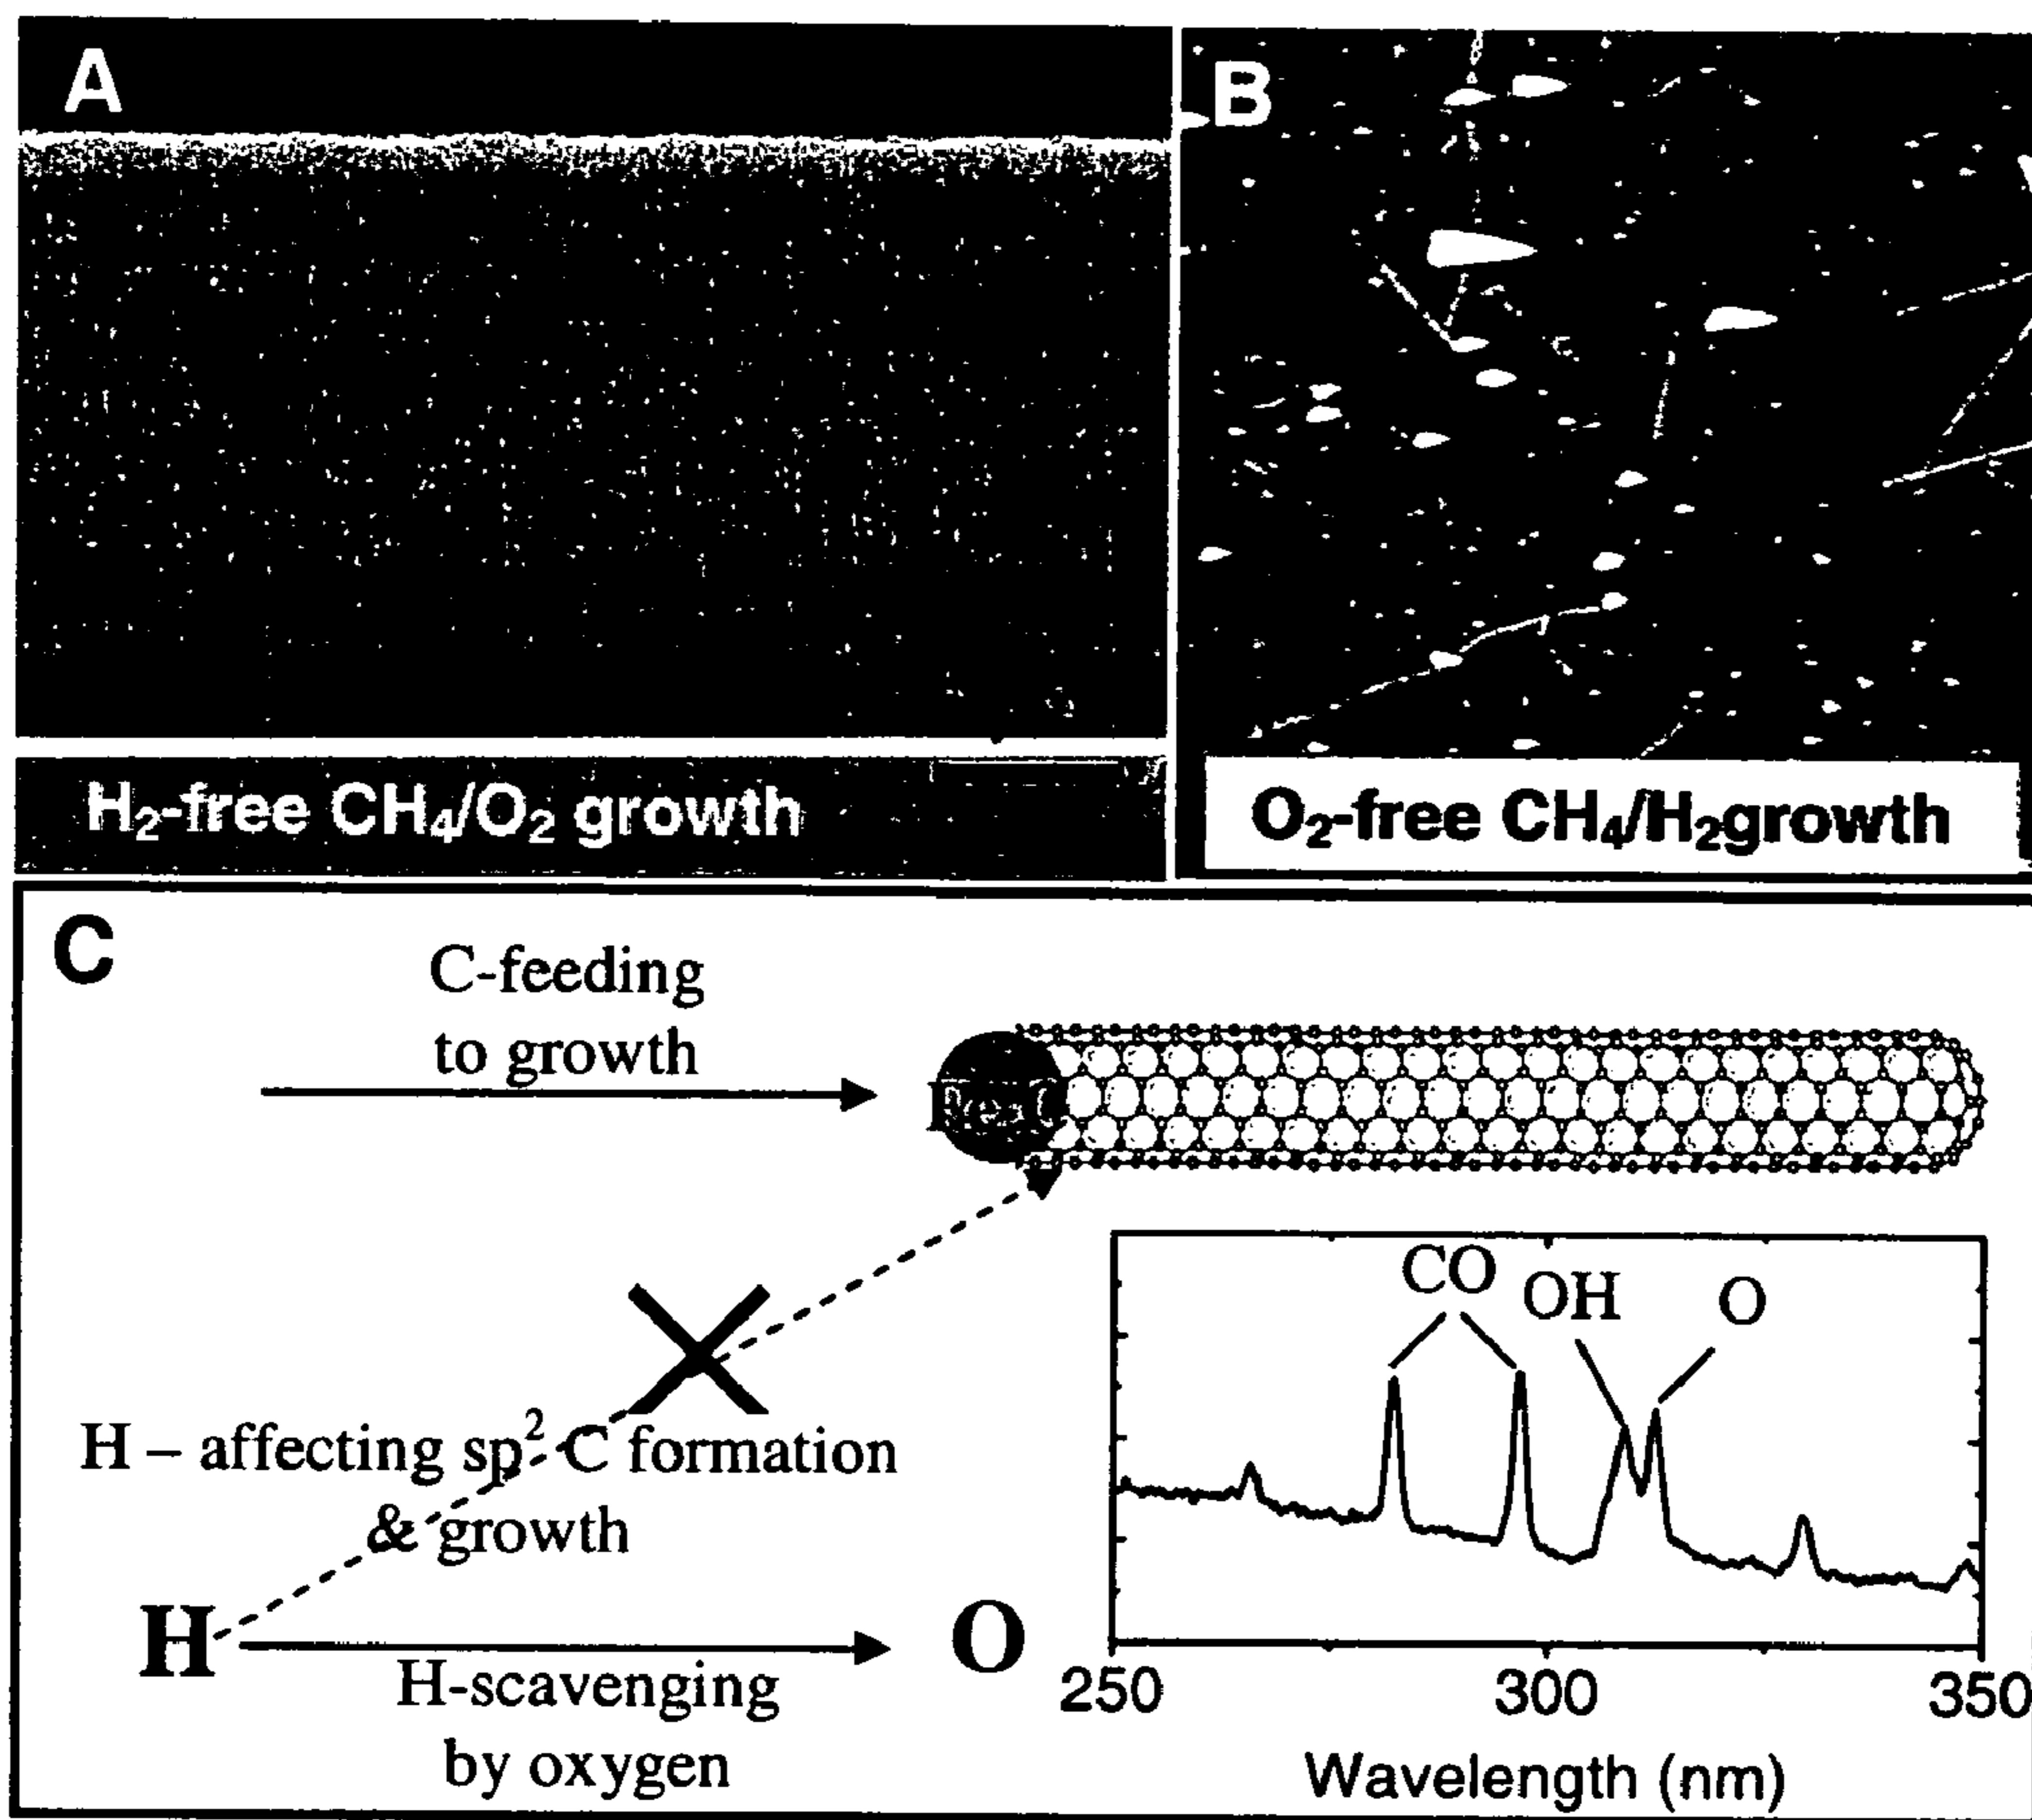 A
B
H₂-free CH₄/O₂ growth
O₂-free CH₄/H₂growth
C
C-feeding
to growth
H – affecting sp² C formation
& growth
H
O
H-scavenging
by oxygen
CO
OH
O
250
300
350
Wavelength (nm)